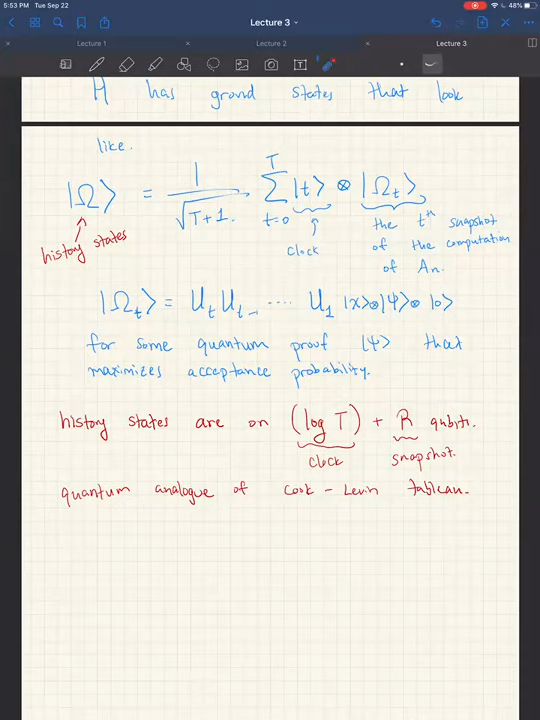 5:53 PM Tue Sep 22
48%
Lecture 3
Lecture 1
Lecture 2
Lecture 3
H has ground states that look
like.
|Ω⟩ = 1/√T+1. Σ_{t=0}^{T} |t⟩ ⊗ |Ω_t⟩
history states
clock
the tth snapshot
of the computation
of An.
|Ω_t⟩ = U_t U_{t-1} ···· U_1 |x⟩⊗|ψ⟩⊗ |0⟩
for some quantum proof |ψ⟩ that
maximizes acceptance probability.
history states are on (log T) + R qubits.
clock
snapshot.
quantum analogue of Cook - Levin tableau.